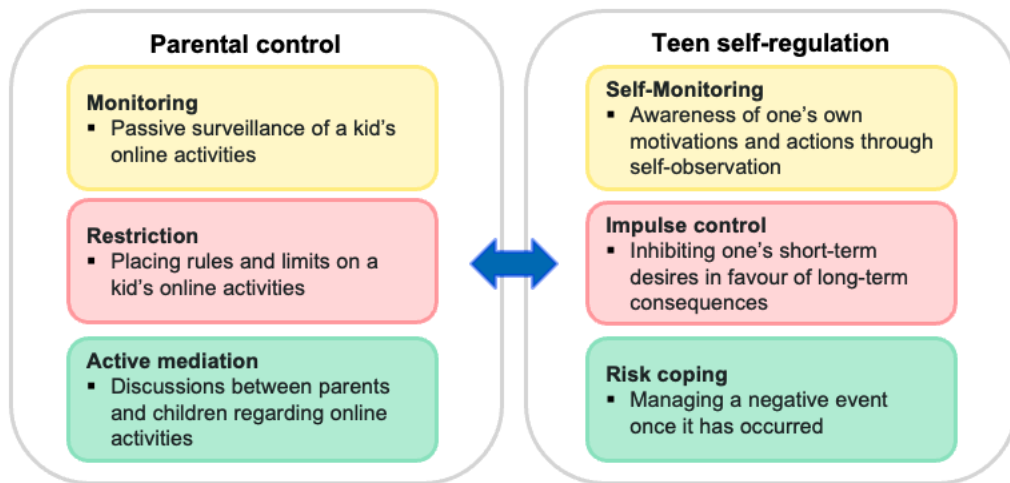 Parental control
Monitoring
▪ Passive surveillance of a kid's
online activities
Restriction
▪ Placing rules and limits on a
kid's online activities
Active mediation
▪ Discussions between parents
and children regarding online
activities
Teen self-regulation
Self-Monitoring
▪ Awareness of one's own
motivations and actions through
self-observation
Impulse control
▪ Inhibiting one's short-term
desires in favour of long-term
consequences
Risk coping
▪ Managing a negative event
once it has occurred